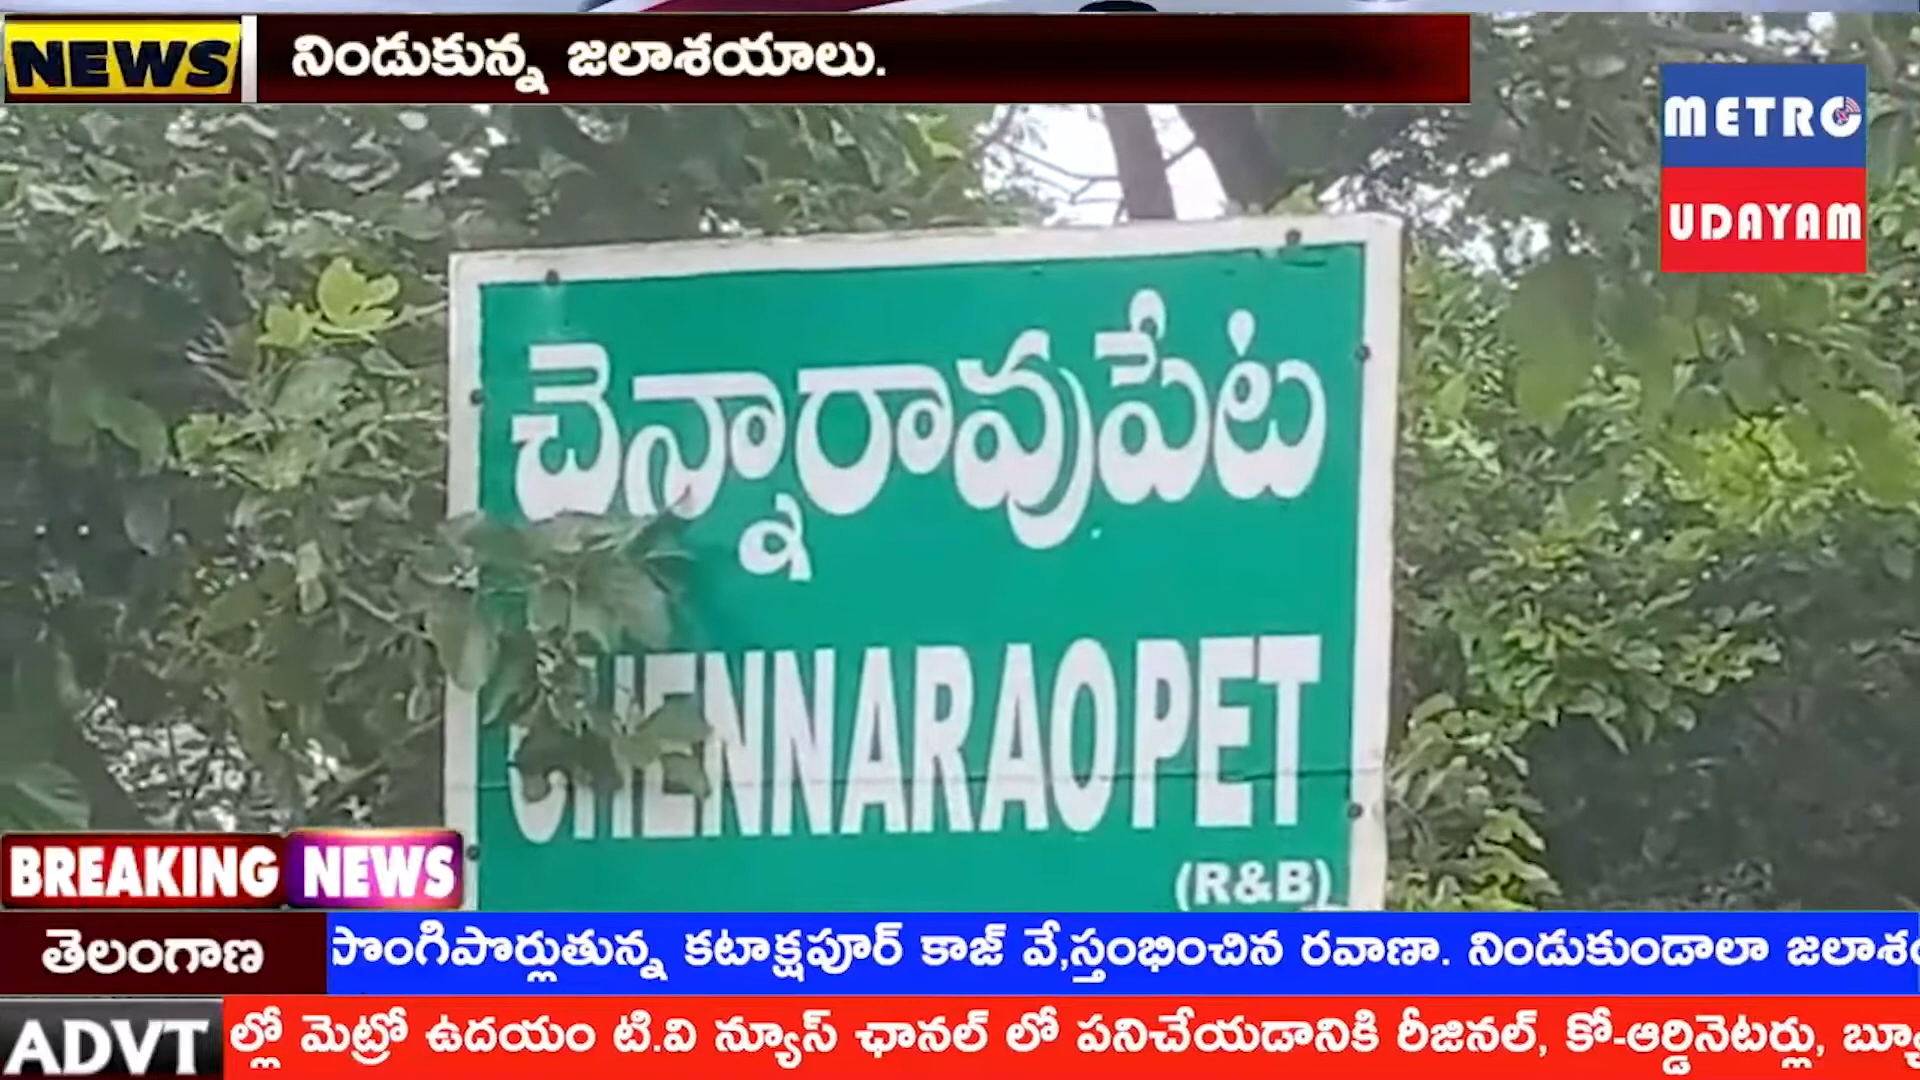 NEWS
నిండుకున్న జలాశయాలు.
METRO
UDAYAM
చెన్నారావుపేట
CHENNARAOPET
(R&B)
BREAKING NEWS
తెలంగాణ
పొంగిపొర్లుతున్న కటాక్షపూర్ కాజ్ వే,స్తంభించిన రవాణా. నిండుకుండాలా
ADVT
ల్లో మెట్రో ఉదయం టి.వి న్యూస్ ఛానల్ లో పనిచేయడానికి రీజినల్, కో-ఆర్డినెటర్లు,